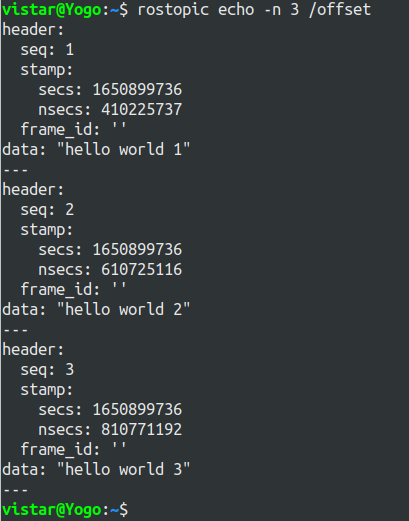 vistar@Yogo:~$ rostopic echo -n 3 /offset
header:
  seq: 1
  stamp:
    secs: 1650899736
    nsecs: 410225737
  frame_id: ''
data: "hello world 1"
---
header:
  seq: 2
  stamp:
    secs: 1650899736
    nsecs: 610725116
  frame_id: ''
data: "hello world 2"
---
header:
  seq: 3
  stamp:
    secs: 1650899736
    nsecs: 810771192
  frame_id: ''
data: "hello world 3"
---
vistar@Yogo:~$